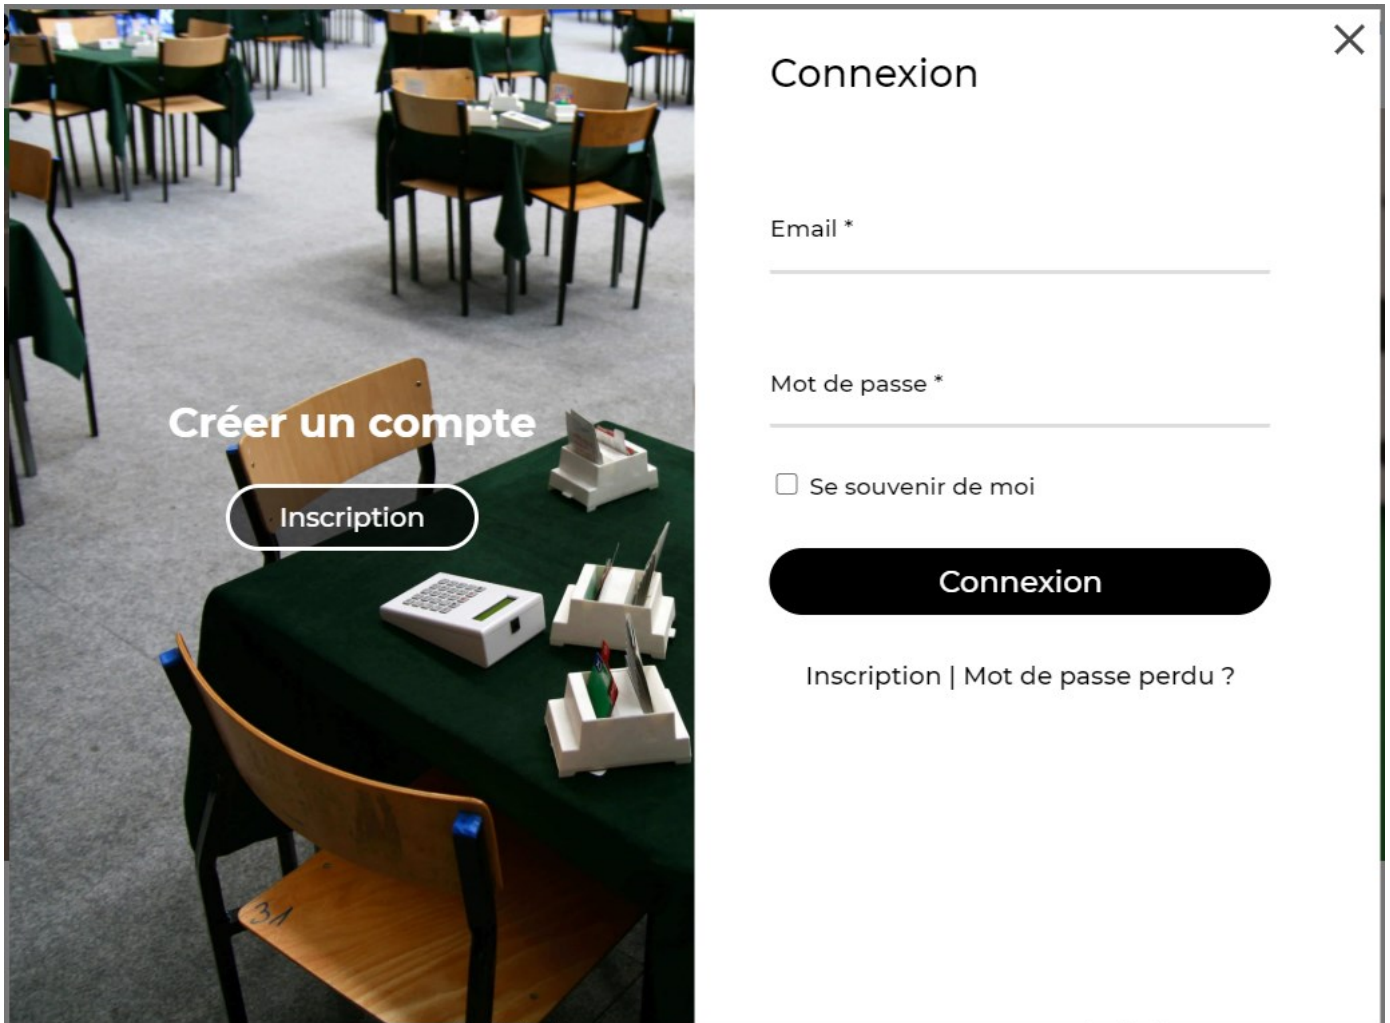 Créer un compte
Inscription
31
Connexion
Email *
Mot de passe *
Se souvenir de moi
Connexion
Inscription | Mot de passe perdu ?